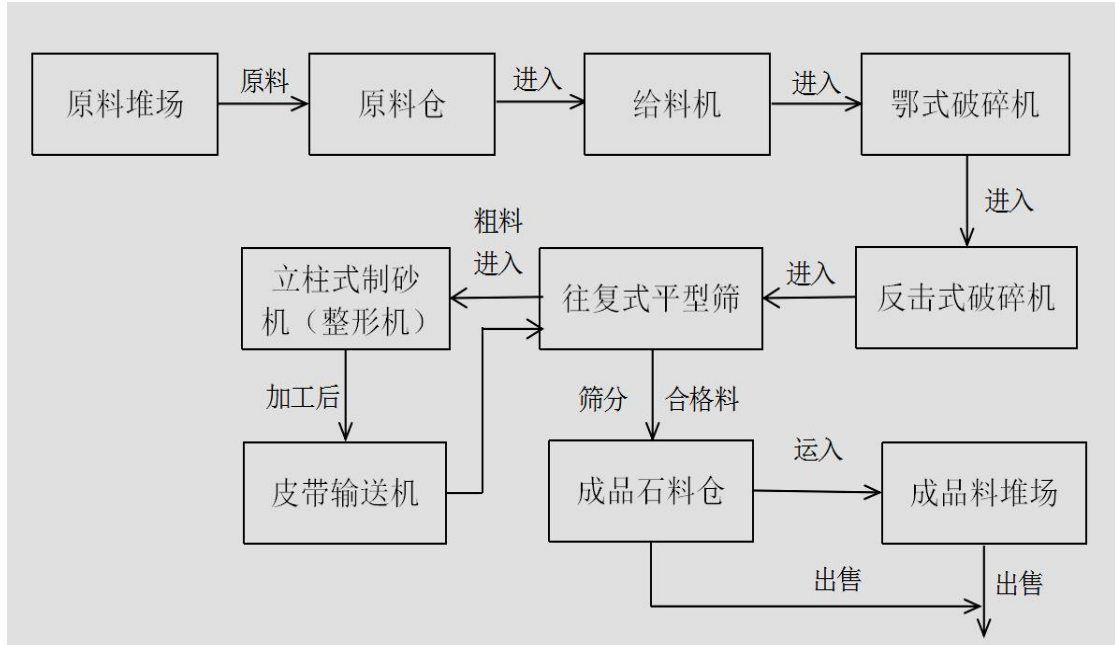 原料堆场
原料
原料仓
进入
给料机
进入
鄂式破碎机
进入
反击式破碎机
进入
往复式平型筛
粗料
进入
立柱式制砂
机（整形机）
加工后
皮带输送机
筛分
合格料
成品石料仓
运入
成品料堆场
出售
出售